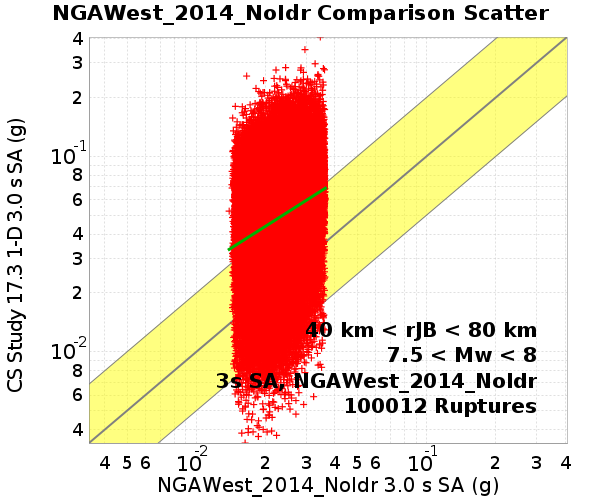 NGAWest_2014_NoIdr Comparison Scatter
CS Study 17.3 1-D 3.0 s SA (g)
4
3
2
10-1
8
6
4
3
2
10-2
8
6
4
40 km < rJB < 80 km
7.5 < Mw < 8
3s SA, NGAWest_2014_NoIdr
100012 Ruptures
4 5 6 10-2 2 3 4 5 6 10-1 2 3 4
NGAWest_2014_NoIdr 3.0 s SA (g)